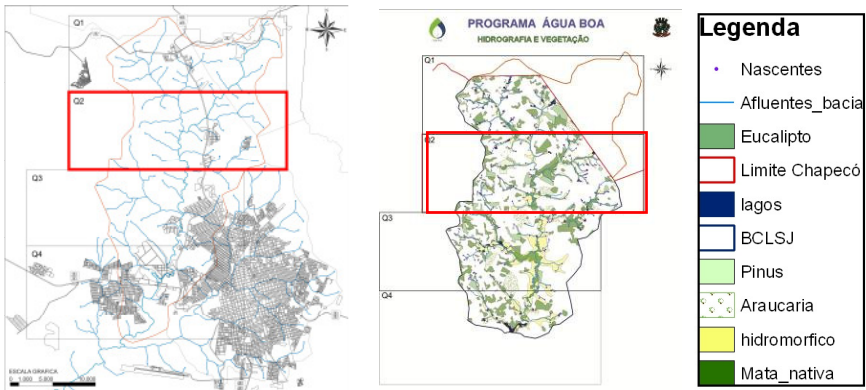 Q1
Q2
Q3
Q4
ESCALA GRAFICA
PROGRAMA ÁGUA BOA
HIDROGRAFIA E VEGETAÇÃO
Q1
Q2
Q3
Q4
Legenda
Nascentes
Afluentes_bacia
Eucalipto
Limite Chapecó
lagos
BCLSJ
Pinus
Araucaria
hidromorfico
Mata_nativa